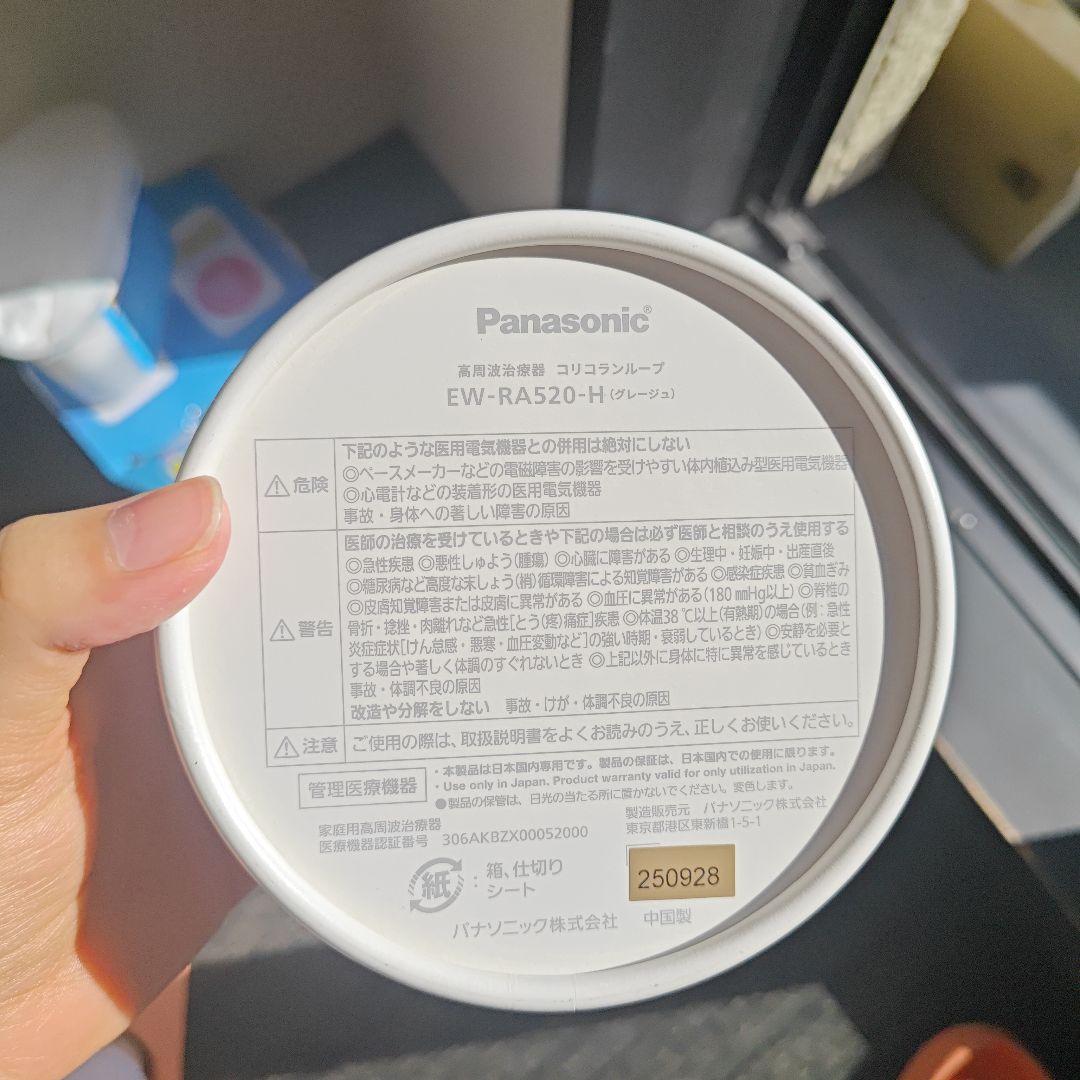 Panasonic®
高周波治療器 コリコランループ
EW-RA520-H(グレージュ)
危険
下記のような医用電気機器との併用は絶対にしない
◎ペースメーカーなどの電磁障害の影響を受けやすい体内植込み型医用電気機器
◎心電計などの装着形の医用電気機器
事故・身体への著しい障害の原因
警告
医師の治療を受けているときや下記の場合は必ず医師と相談のうえ使用する
◎急性疾患 ◎悪性しゅよう(腫瘍) ◎心臓に障害がある ◎生理中・妊娠中・出産直後
◎糖尿病など高度な末しょう(梢)循環障害による知覚障害 ◎感染症疾患 ◎貧血ぎみ
◎皮膚知覚障害または皮膚に異常がある ◎血圧に異常がある(180 mmHg以上) ◎脊椎の
骨折・捻挫・肉離れなど急性[とう(疼)痛症]疾患 ◎体温38 ℃以上(有熱期)の場合(例:急性
炎症症状[けん怠感・悪寒・血圧変動など]の強い時期・衰弱しているとき) ◎安静を必要と
する場合や著しく体調のすぐれないとき ◎上記以外に身体に特に異常を感じているとき
事故・体調不良の原因
改造や分解をしない 事故・けが・体調不良の原因
注意
ご使用の際は、取扱説明書をよくお読みのうえ、正しくお使いください。
管理医療機器
・本製品は日本国内専用です。製品の保証は、日本国内での使用に限ります。
・Use only in Japan. Product warranty valid for only utilization in Japan.
●製品の保管は、日光の当たる所に置かないでください。変色します。
家庭用高周波治療器
医療機器認証番号 306AKBZX00052000
製造販売元 パナソニック株式会社
東京都港区東新橋1-5-1
紙
:箱、仕切り
シート
250928
パナソニック株式会社 中国製